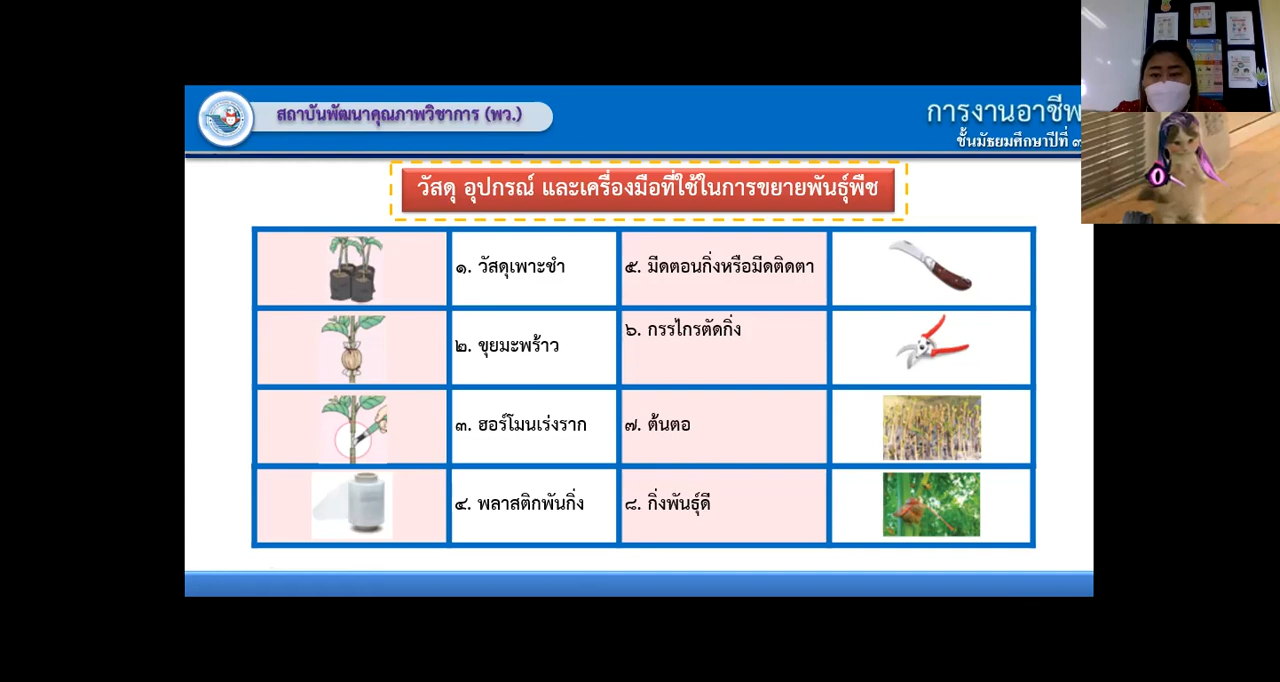 สถาบันพัฒนาคุณภาพวิชาการ (พว.)
การงานอาชีพ
ชั้นมัธยมศึกษาปีที่ ๓
วัสดุ อุปกรณ์ และเครื่องมือที่ใช้ในการขยายพันธุ์พืช
๑. วัสดุเพาะชำ
๕. มีดตอนกิ่งหรือมีดติดตา
๒. ขุยมะพร้าว
๖. กรรไกรตัดกิ่ง
๓. ฮอร์โมนเร่งราก
๗. ต้นตอ
๔. พลาสติกพันกิ่ง
๘. กิ่งพันธุ์ดี